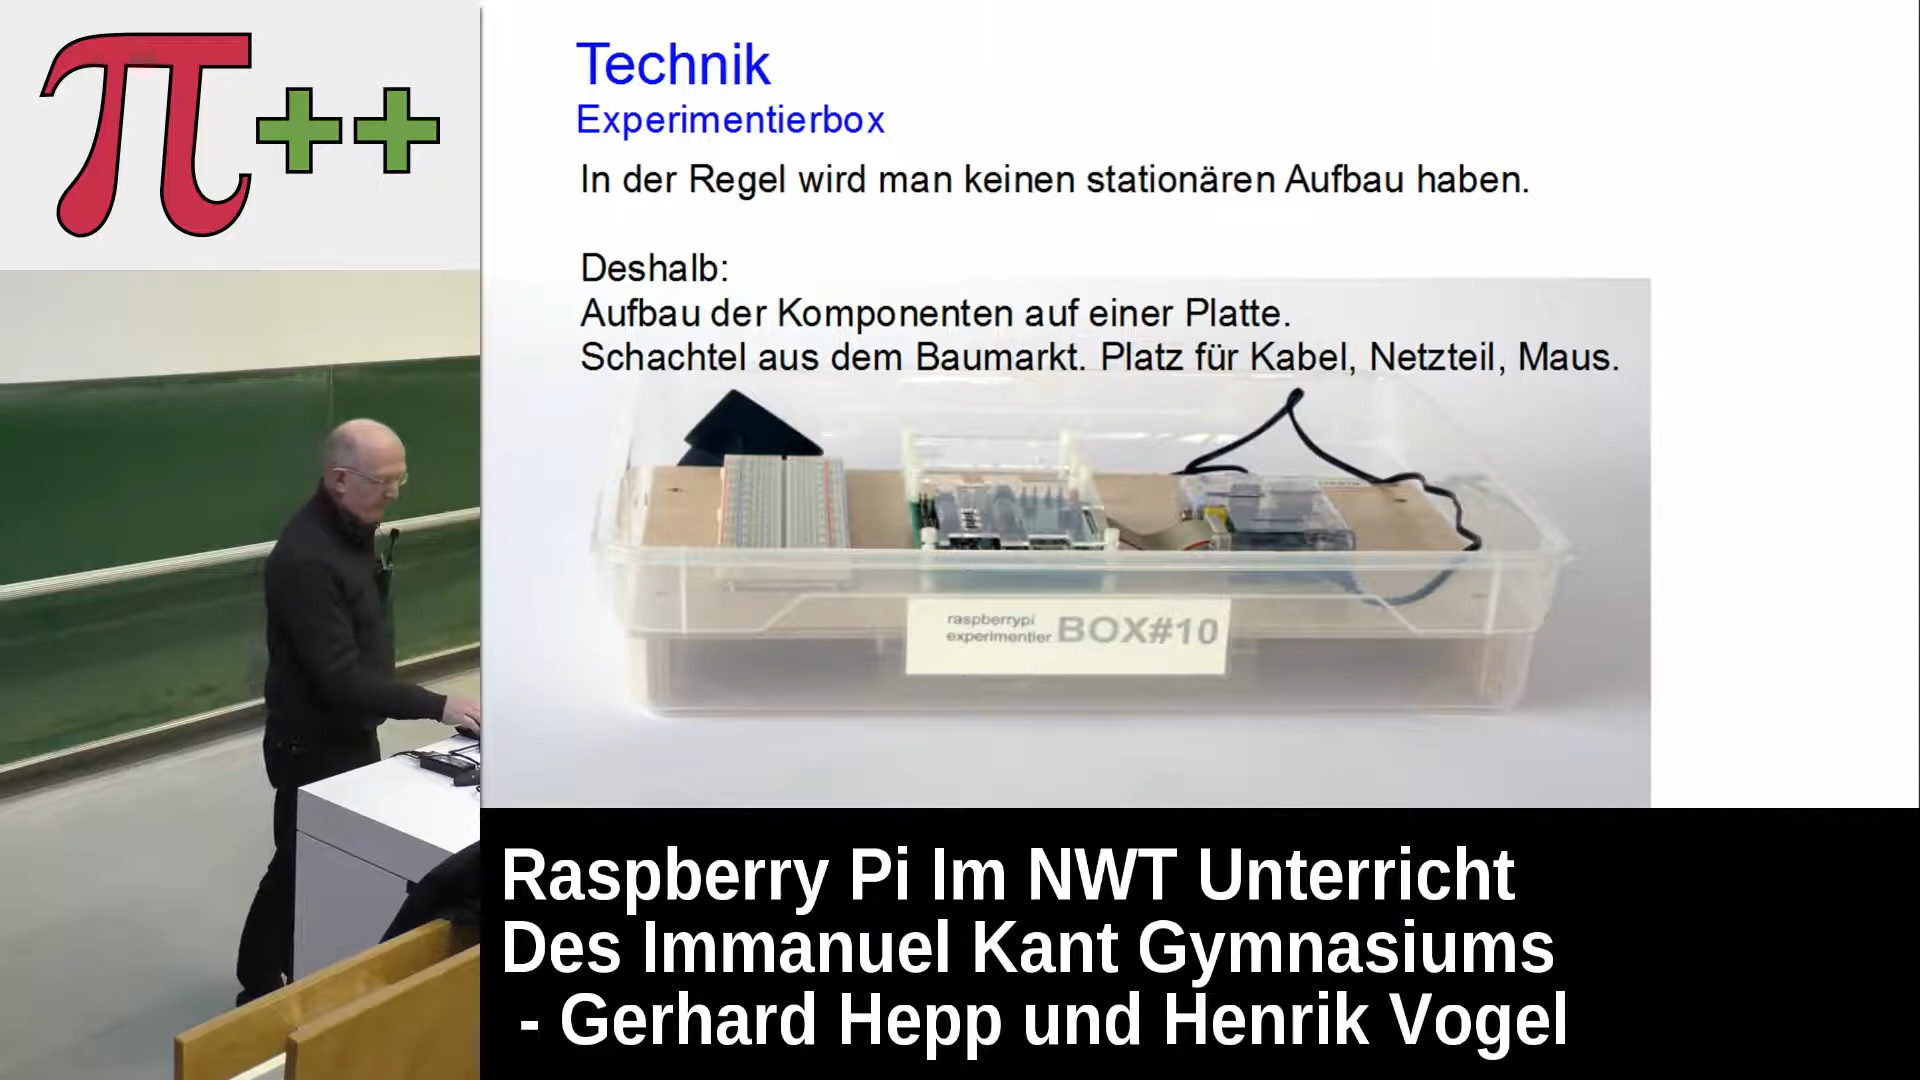 π++
Technik
Experimentierbox
In der Regel wird man keinen stationären Aufbau haben.
Deshalb:
Aufbau der Komponenten auf einer Platte.
Schachtel aus dem Baumarkt. Platz für Kabel, Netzteil, Maus.
raspberrypi
experimentier BOX#10
Raspberry Pi Im NWT Unterricht
Des Immanuel Kant Gymnasiums
- Gerhard Hepp und Henrik Vogel